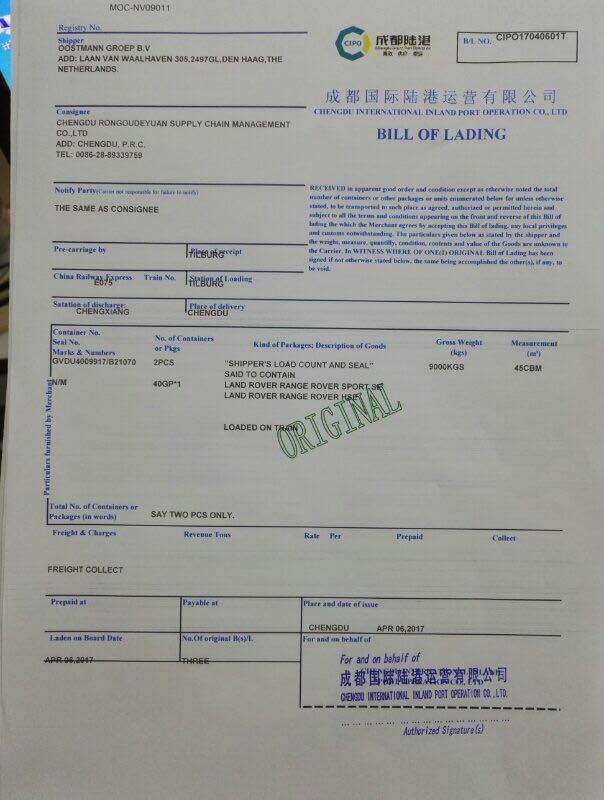 MOC-NV09011
Registry No.
Shipper
OOSTMANN GROEP B.V
ADD: LAAN VAN WAALHAVEN 305,2497GL,DEN HAAG,THE
NETHERLANDS.
CIPO
成都陆港
B/L NO. CIPO17040601T
成都国际陆港运营有限公司
CHENGDU INTERNATIONAL INLAND PORT OPERATION CO., LTD
BILL OF LADING
Consignee
CHENGDU RONGOUDEYUAN SUPPLY CHAIN MANAGEMENT
CO.,LTD
ADD: CHENGDU, P.R.C.
TEL: 0086-28-89339759
Notify Party(Carrier not responsible for failure to notify)
THE SAME AS CONSIGNEE
RECEIVED in apparent good order and condition except as otherwise noted the total
number of containers or other packages or units enumerated below for unless otherwise
stated, to be transported to such place as agreed, authorized or permitted herein and
subject to all the terms and conditions appearing on the front and reverse of this Bill of
lading the which the Merchant agrees by accepting this Bill of lading, any local privileges
and customs notwithstanding. The particulars given below as stated by the shipper and
the weight, measure, quantilly, condition, contents and value of the Goods are unknown to
the Carrier. In WITNESS WHERE OF ONE(1) ORIGINAL Bill of Lading has been
signed if not otherwise stated below, the same being accomplished the other(s), if any, to
be void.
Pre-carriage by
Place of receipt
TILBURG
China Railway Express Train No.
E075
Station of Loading
TILBURG
Satation of discharge:
CHENGXIANG
Place of delivery
CHENGDU
Container No.
Seal No.
Marks & Numbers
No. of Containers
or Pkgs
Kind of Packages; Description of Goods
Gross Weight
(kgs)
Measurement
(m³)
GVDU4009917/B21070 2PCS "SHIPPER'S LOAD COUNT AND SEAL" 9000KGS 45CBM
SAID TO CONTAIN
N/M 40GP*1 LAND ROVER RANGE ROVER SPORT SE
LAND ROVER RANGE ROVER HSE
LOADED ON TRAIN
ORIGINAL
Particulars furnished by Merchant
Total No. of Containers or
Packages (in words)
SAY TWO PCS ONLY.
Freight & Charges Revenue Tons Rate Per Prepaid Collect
FREIGHT COLLECT
Prepaid at Payable at Place and date of issue
CHENGDU APR 06,2017
Laden on Board Date No.Of original B(s)/L For and on behalf of
APR 06,2017 THREE
For and on behalf of
成都国际陆港运营有限公司
CHENGDU INTERNATIONAL INLAND PORT OPERATION CO.,LTD.
Authorized Signature(s)